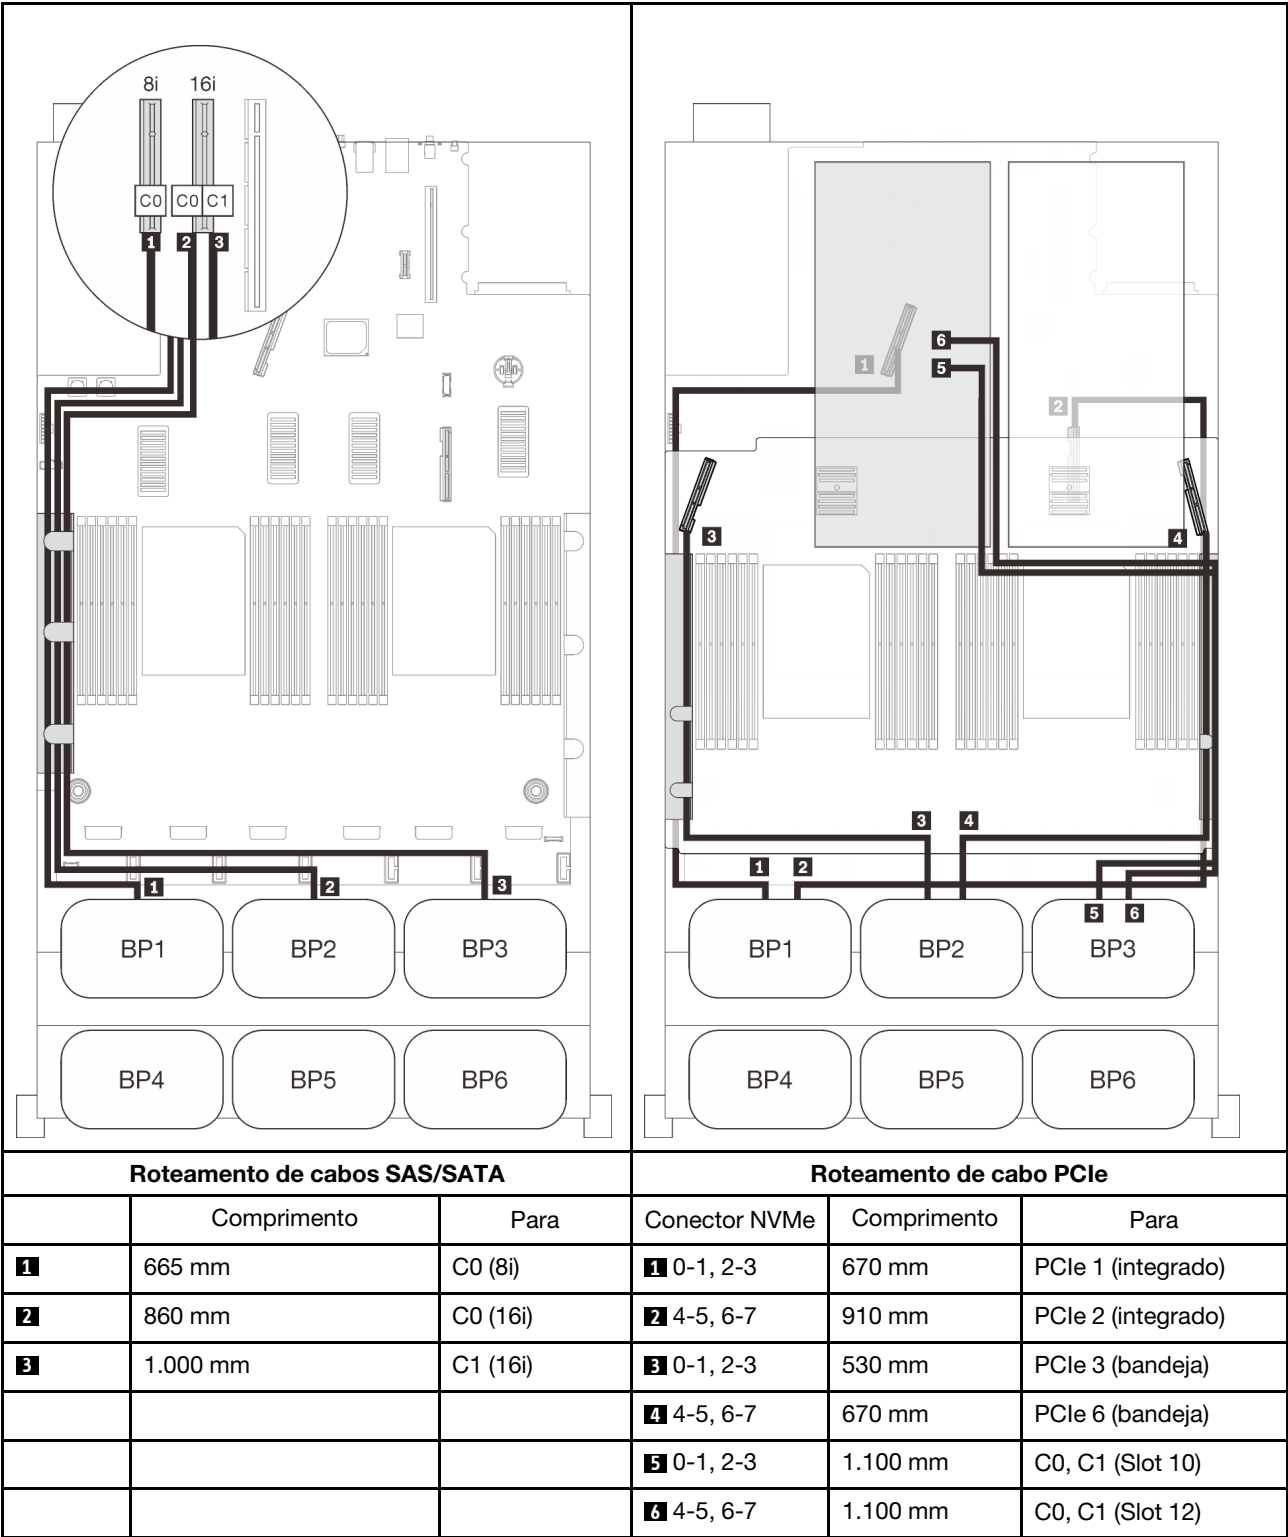 8i 16i
C0 C0 C1
1 2 3
1 2 3
BP1 BP2 BP3
BP4 BP5 BP6
6
1 5
2
3 4
3 4
1 2
5 6
BP1 BP2 BP3
BP4 BP5 BP6
Roteamento de cabos SAS/SATA Roteamento de cabo PCIe
Comprimento Para Conector NVMe Comprimento Para
1 665 mm C0 (8i) 1 0-1, 2-3 670 mm PCIe 1 (integrado)
2 860 mm C0 (16i) 2 4-5, 6-7 910 mm PCIe 2 (integrado)
3 1.000 mm C1 (16i) 3 0-1, 2-3 530 mm PCIe 3 (bandeja)
4 4-5, 6-7 670 mm PCIe 6 (bandeja)
5 0-1, 2-3 1.100 mm C0, C1 (Slot 10)
6 4-5, 6-7 1.100 mm C0, C1 (Slot 12)